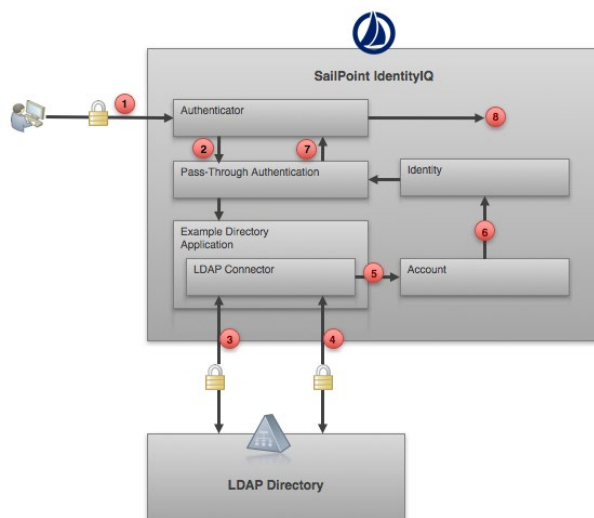 SailPoint IdentityIQ
1
Authenticator
8
2
7
Pass-Through Authentication
Identity
Example Directory
Application
6
LDAP Connector
5
Account
3
4
LDAP Directory